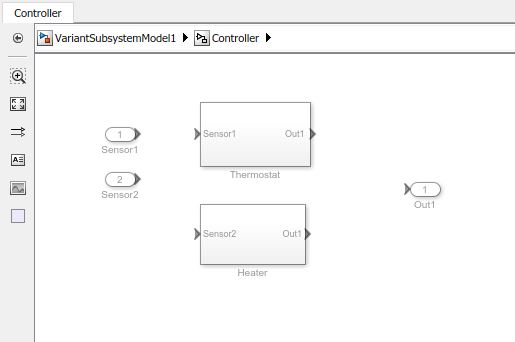 Controller
VariantSubsystemModel1 Controller
1
Sensor1
2
Sensor2
Sensor1 Out1
Thermostat
1
Out1
Sensor2 Out1
Heater